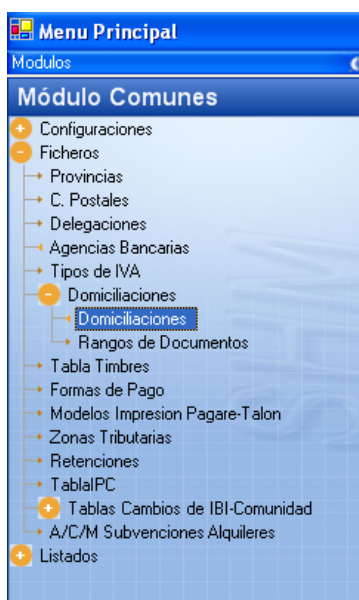 Menu Principal
Modulos
Módulo Comunes
Configuraciones
Ficheros
Provincias
C. Postales
Delegaciones
Agencias Bancarias
Tipos de IVA
Domiciliaciones
Domiciliaciones
Rangos de Documentos
Tabla Timbres
Formas de Pago
Modelos Impresion Pagare-Talon
Zonas Tributarias
Retenciones
TablaIPC
Tablas Cambios de IBI-Comunidad
A/C/M Subvenciones Alquileres
Listados